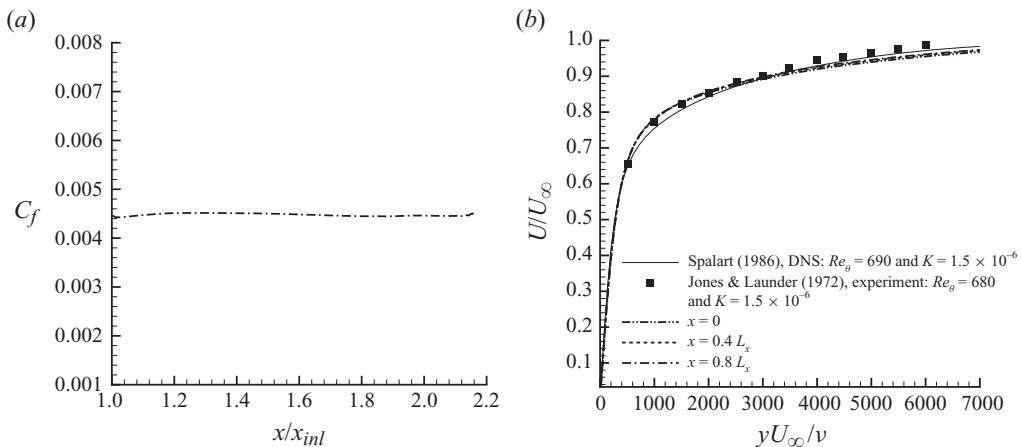 (a)
0.008
0.007
0.006
0.005
C_f
0.004
0.003
0.002
0.001
1.0 1.2 1.4 1.6 1.8 2.0 2.2
x/x_{inl}
(b)
1.0
0.9
0.8
0.7
0.6
U/U_∞
0.5
0.4
0.3
0.2
0.1
Spalart (1986), DNS: Re_θ = 690 and K = 1.5 × 10^{-6}
Jones & Launder (1972), experiment: Re_θ = 680
and K = 1.5 × 10^{-6}
x = 0
x = 0.4 L_x
x = 0.8 L_x
0 1000 2000 3000 4000 5000 6000 7000
yU_∞/ν